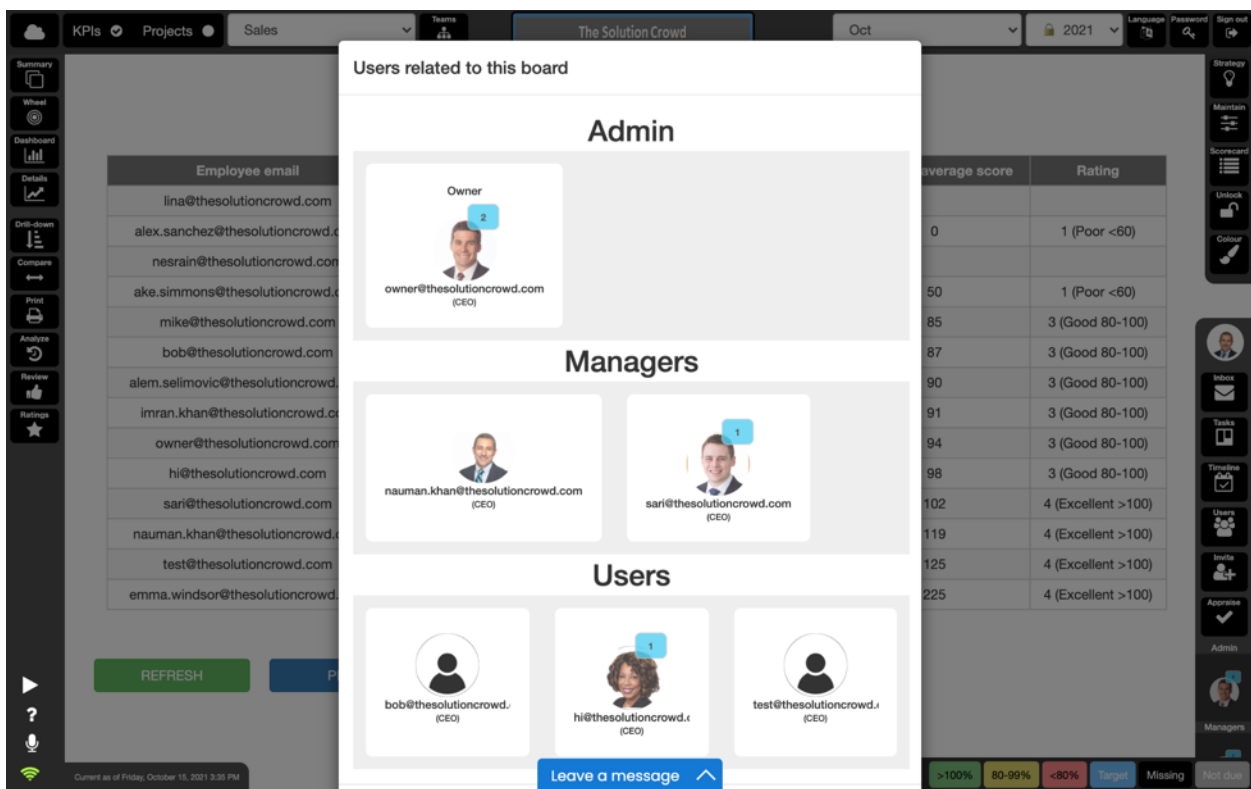 KPIs Projects Sales Teams The Solution Crowd Oct 2021 Language Password Sign out
Summary
Wheel
Dashboard
Details
Drill-down
Compare
Print
Analyze
Review
Ratings
Users related to this board
Admin
Owner
2
owner@thesolutioncrowd.com
(CEO)
Managers
nauman.khan@thesolutioncrowd.com
(CEO)
1
sari@thesolutioncrowd.com
(CEO)
Users
bob@thesolutioncrowd.
(CEO)
1
hi@thesolutioncrowd.c
(CEO)
test@thesolutioncrowd.
(CEO)
Leave a message
Employee email average score Rating
lina@thesolutioncrowd.com
alex.sanchez@thesolutioncrowd.c 0 1 (Poor <60)
nesrain@thesolutioncrowd.com
ake.simmons@thesolutioncrowd.c 50 1 (Poor <60)
mike@thesolutioncrowd.com 85 3 (Good 80-100)
bob@thesolutioncrowd.com 87 3 (Good 80-100)
alem.selimovic@thesolutioncrowd. 90 3 (Good 80-100)
imran.khan@thesolutioncrowd.co 91 3 (Good 80-100)
owner@thesolutioncrowd.com 94 3 (Good 80-100)
hi@thesolutioncrowd.com 98 3 (Good 80-100)
sari@thesolutioncrowd.com 102 4 (Excellent >100)
nauman.khan@thesolutioncrowd.c 119 4 (Excellent >100)
test@thesolutioncrowd.com 125 4 (Excellent >100)
emma.windsor@thesolutioncrowd. 225 4 (Excellent >100)
REFRESH P
?
Current as of Friday, October 15, 2021 3:35 PM
>100% 80-99% <80% Target Missing Not due
Strategy
Maintain
Scorecard
Unlock
Colour
Inbox
Tasks
Timeline
Users
Invite
Appraise
Admin
Managers